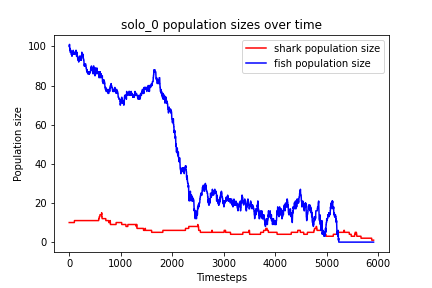 solo_0 population sizes over time
shark population size
fish population size
Population size
100
80
60
40
20
0
0 1000 2000 3000 4000 5000 6000
Timesteps